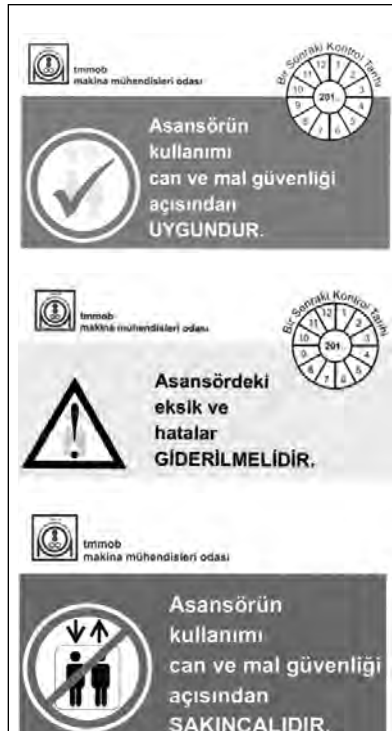 tmmob
makina mühendisleri odası
Bir Sonraki Kontrol Tarihi
12 1 2 3 4 5 6 7 8 9 10 11
201..
Asansörün
kullanımı
can ve mal güvenliği
açısından
UYGUNDUR.
tmmob
makina mühendisleri odası
Bir Sonraki Kontrol Tarihi
12 1 2 3 4 5 6 7 8 9 10 11
201..
Asansördeki
eksik ve
hatalar
GİDERİLMELİDİR.
tmmob
makina mühendisleri odası
Asansörün
kullanımı
can ve mal güvenliği
açısından
SAKINCALIDIR.